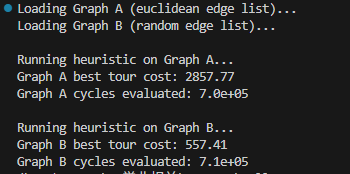 Loading Graph A (euclidean edge list)...
Loading Graph B (random edge list)...
Running heuristic on Graph A...
Graph A best tour cost: 2857.77
Graph A cycles evaluated: 7.0e+05
Running heuristic on Graph B...
Graph B best tour cost: 557.41
Graph B cycles evaluated: 7.1e+05